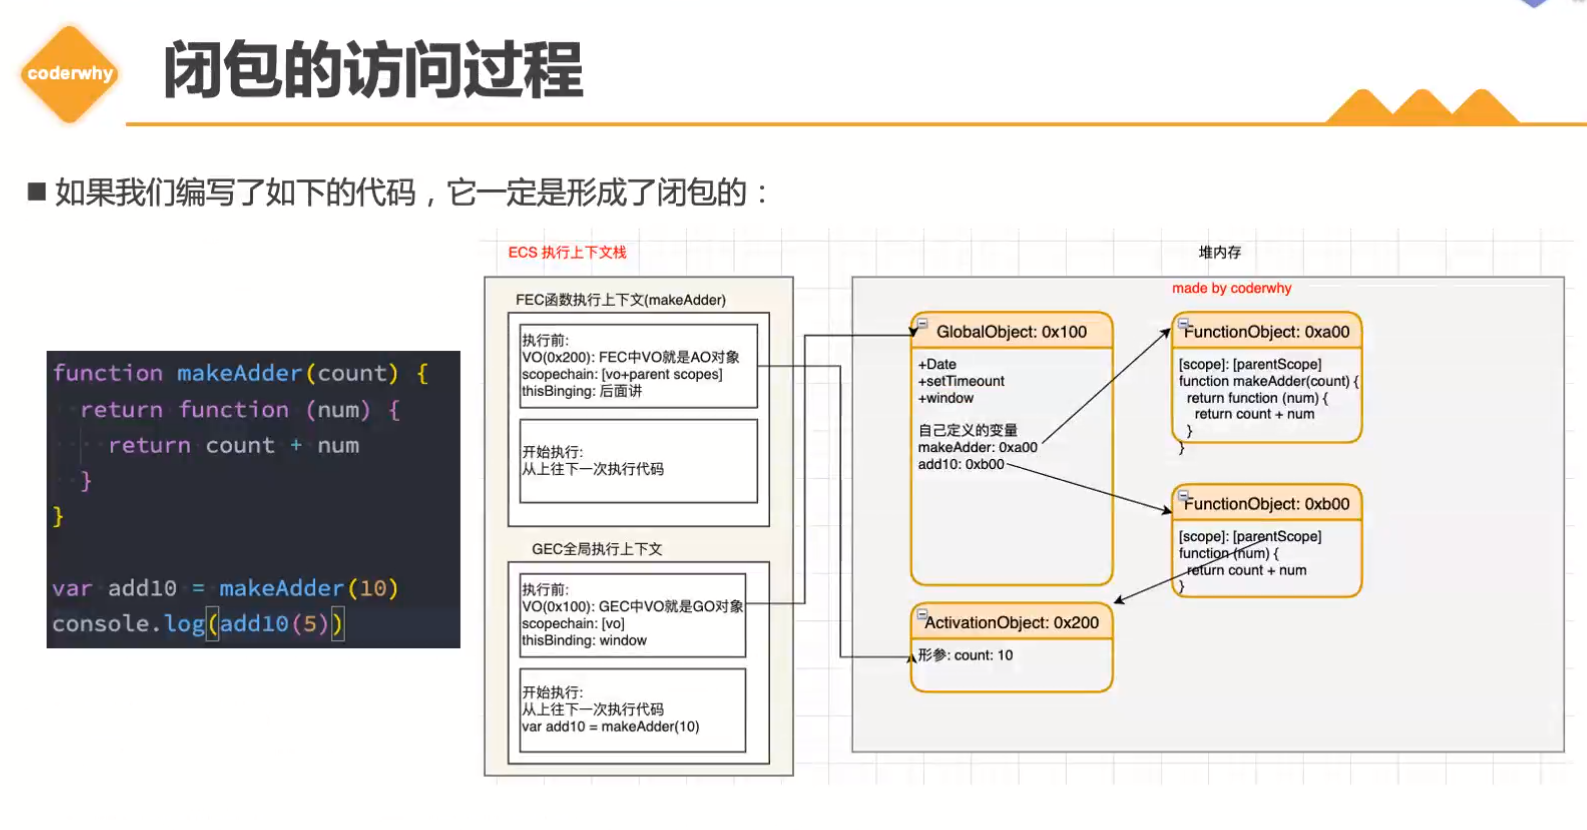 coderwhy
闭包的访问过程
■ 如果我们编写了如下的代码，它一定是形成了闭包的：
function makeAdder(count) {
return function (num) {
return count + num
}
}
var add10 = makeAdder(10)
console.log(add10(5))
ECS 执行上下文栈
FEC函数执行上下文(makeAdder)
执行前:
VO(0x200): FEC中VO就是AO对象
scopechain: [vo+parent scopes]
thisBinging: 后面讲
开始执行:
从上往下一次执行代码
GEC全局执行上下文
执行前:
VO(0x100): GEC中VO就是GO对象
scopechain: [vo]
thisBinding: window
开始执行:
从上往下一次执行代码
var add10 = makeAdder(10)
堆内存
made by coderwhy
GlobalObject: 0x100
+Date
+setTimeount
+window
自己定义的变量
makeAdder: 0xa00
add10: 0xb00
FunctionObject: 0xa00
[scope]: [parentScope]
function makeAdder(count) {
return function (num) {
return count + num
}
}
FunctionObject: 0xb00
[scope]: [parentScope]
function (num) {
return count + num
}
ActivationObject: 0x200
形参: count: 10